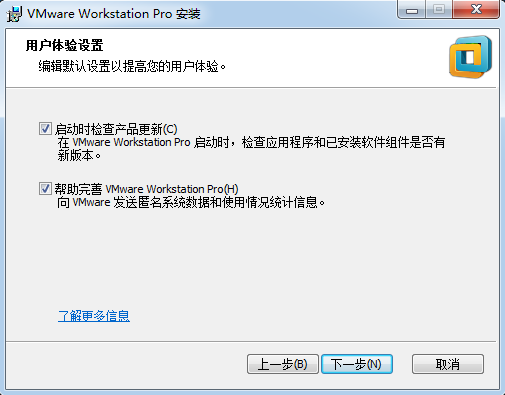 VMware Workstation Pro 安装
用户体验设置
编辑默认设置以提高您的用户体验。
启动时检查产品更新(C)
在 VMware Workstation Pro 启动时，检查应用程序和已安装软件组件是否有
新版本。
帮助完善 VMware Workstation Pro(H)
向 VMware 发送匿名系统数据和使用情况统计信息。
了解更多信息
上一步(B) 下一步(N) 取消